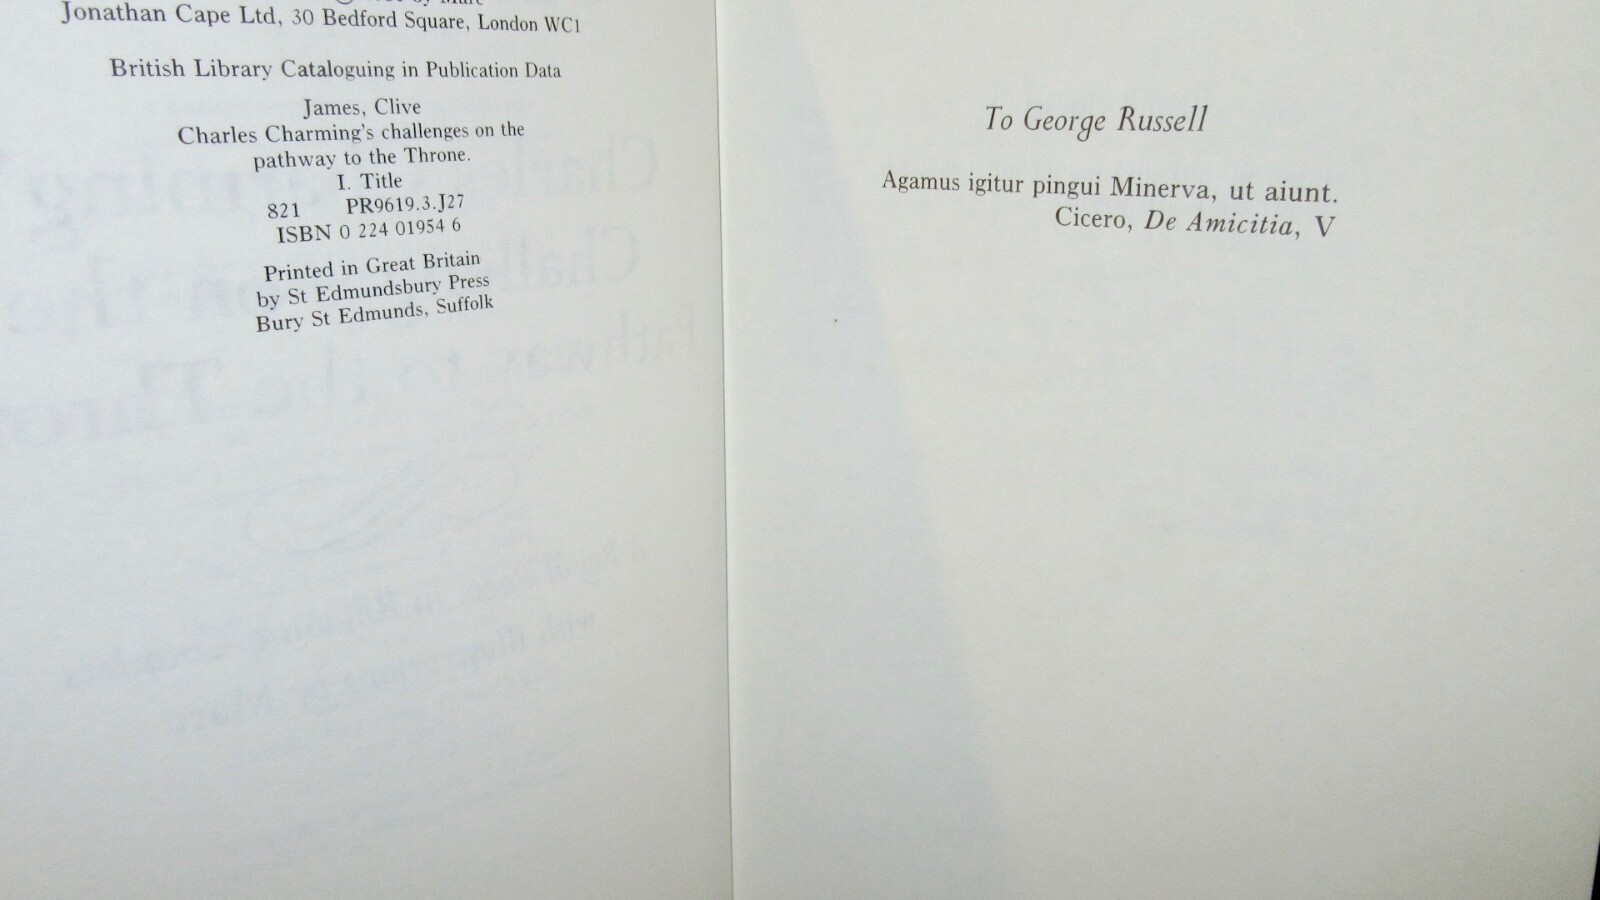 by Marc
Jonathan Cape Ltd, 30 Bedford Square, London WC1
British Library Cataloguing in Publication Data
James, Clive
Charles Charming's challenges on the
pathway to the Throne.
I. Title
821 PR9619.3.J27
ISBN 0 224 01954 6
Printed in Great Britain
by St Edmundsbury Press
Bury St Edmunds, Suffolk
To George Russell
Agamus igitur pingui Minerva, ut aiunt.
Cicero, De Amicitia, V